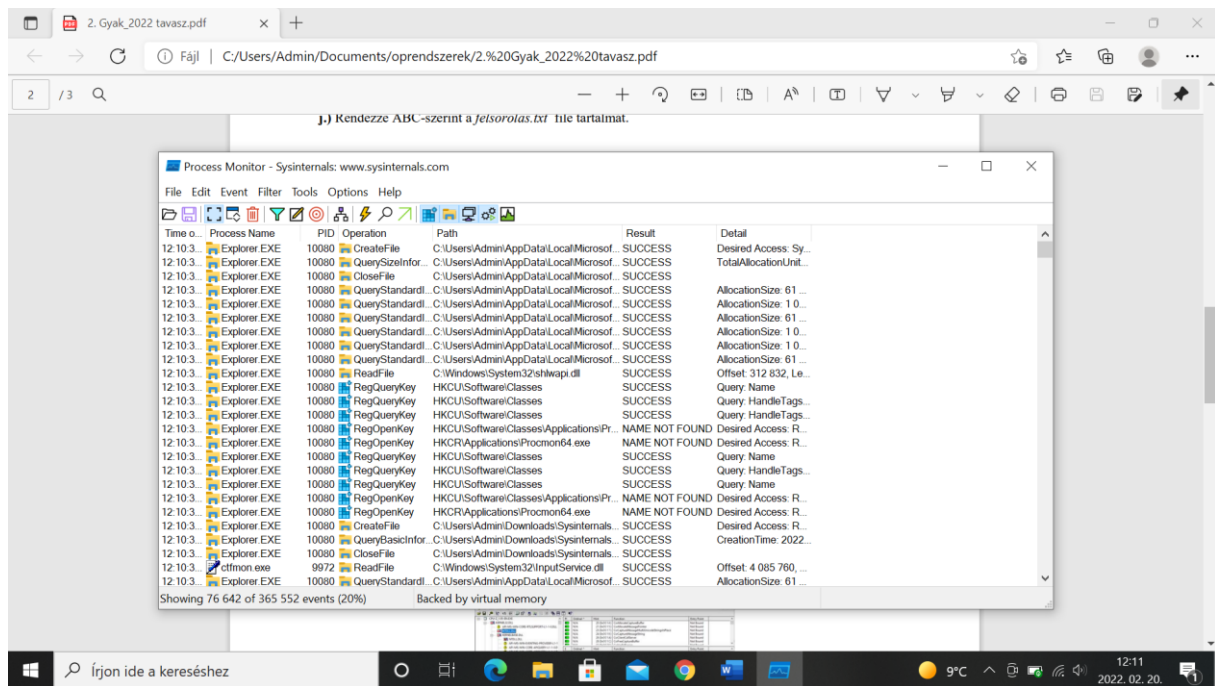 2. Gyak_2022 tavasz.pdf
Fájl | C:/Users/Admin/Documents/oprendszerek/2.%20Gyak_2022%20tavasz.pdf
2 / 3
j.) Rendezze ABC-szerint a felsorolas.txt file tartalmát.
Process Monitor - Sysinternals: www.sysinternals.com
File Edit Event Filter Tools Options Help
Time o... Process Name PID Operation Path Result Detail
12:10:3... Explorer.EXE 10080 CreateFile C:\Users\Admin\AppData\Local\Microsof... SUCCESS Desired Access: Sy...
12:10:3... Explorer.EXE 10080 QuerySizeInfor... C:\Users\Admin\AppData\Local\Microsof... SUCCESS TotalAllocationUnit...
12:10:3... Explorer.EXE 10080 CloseFile C:\Users\Admin\AppData\Local\Microsof... SUCCESS
12:10:3... Explorer.EXE 10080 QueryStandardI... C:\Users\Admin\AppData\Local\Microsof... SUCCESS AllocationSize: 61 ...
12:10:3... Explorer.EXE 10080 QueryStandardI... C:\Users\Admin\AppData\Local\Microsof... SUCCESS AllocationSize: 1 0...
12:10:3... Explorer.EXE 10080 QueryStandardI... C:\Users\Admin\AppData\Local\Microsof... SUCCESS AllocationSize: 61 ...
12:10:3... Explorer.EXE 10080 QueryStandardI... C:\Users\Admin\AppData\Local\Microsof... SUCCESS AllocationSize: 1 0...
12:10:3... Explorer.EXE 10080 QueryStandardI... C:\Users\Admin\AppData\Local\Microsof... SUCCESS AllocationSize: 1 0...
12:10:3... Explorer.EXE 10080 QueryStandardI... C:\Users\Admin\AppData\Local\Microsof... SUCCESS AllocationSize: 61 ...
12:10:3... Explorer.EXE 10080 ReadFile C:\Windows\System32\shlwapi.dll SUCCESS Offset: 312 832, Le...
12:10:3... Explorer.EXE 10080 RegQueryKey HKCU\Software\Classes SUCCESS Query: Name
12:10:3... Explorer.EXE 10080 RegQueryKey HKCU\Software\Classes SUCCESS Query: HandleTags...
12:10:3... Explorer.EXE 10080 RegQueryKey HKCU\Software\Classes SUCCESS Query: HandleTags...
12:10:3... Explorer.EXE 10080 RegOpenKey HKCU\Software\Classes\Applications\Pr... NAME NOT FOUND Desired Access: R...
12:10:3... Explorer.EXE 10080 RegOpenKey HKCR\Applications\Procmon64.exe NAME NOT FOUND Desired Access: R...
12:10:3... Explorer.EXE 10080 RegQueryKey HKCU\Software\Classes SUCCESS Query: Name
12:10:3... Explorer.EXE 10080 RegQueryKey HKCU\Software\Classes SUCCESS Query: HandleTags...
12:10:3... Explorer.EXE 10080 RegQueryKey HKCU\Software\Classes SUCCESS Query: Name
12:10:3... Explorer.EXE 10080 RegOpenKey HKCU\Software\Classes\Applications\Pr... NAME NOT FOUND Desired Access: R...
12:10:3... Explorer.EXE 10080 RegOpenKey HKCR\Applications\Procmon64.exe NAME NOT FOUND Desired Access: R...
12:10:3... Explorer.EXE 10080 CreateFile C:\Users\Admin\Downloads\Sysinternals... SUCCESS Desired Access: R...
12:10:3... Explorer.EXE 10080 QueryBasicInfor... C:\Users\Admin\Downloads\Sysinternals... SUCCESS CreationTime: 2022...
12:10:3... Explorer.EXE 10080 CloseFile C:\Users\Admin\Downloads\Sysinternals... SUCCESS
12:10:3... ctfmon.exe 9972 ReadFile C:\Windows\System32\InputService.dll SUCCESS Offset: 4 085 760, ...
12:10:3... Explorer.EXE 10080 QueryStandardI... C:\Users\Admin\AppData\Local\Microsof... SUCCESS AllocationSize: 61 ...
Showing 76 642 of 365 552 events (20%) Backed by virtual memory
Írjon ide a kereséshez
9°C
12:11
2022. 02. 20.